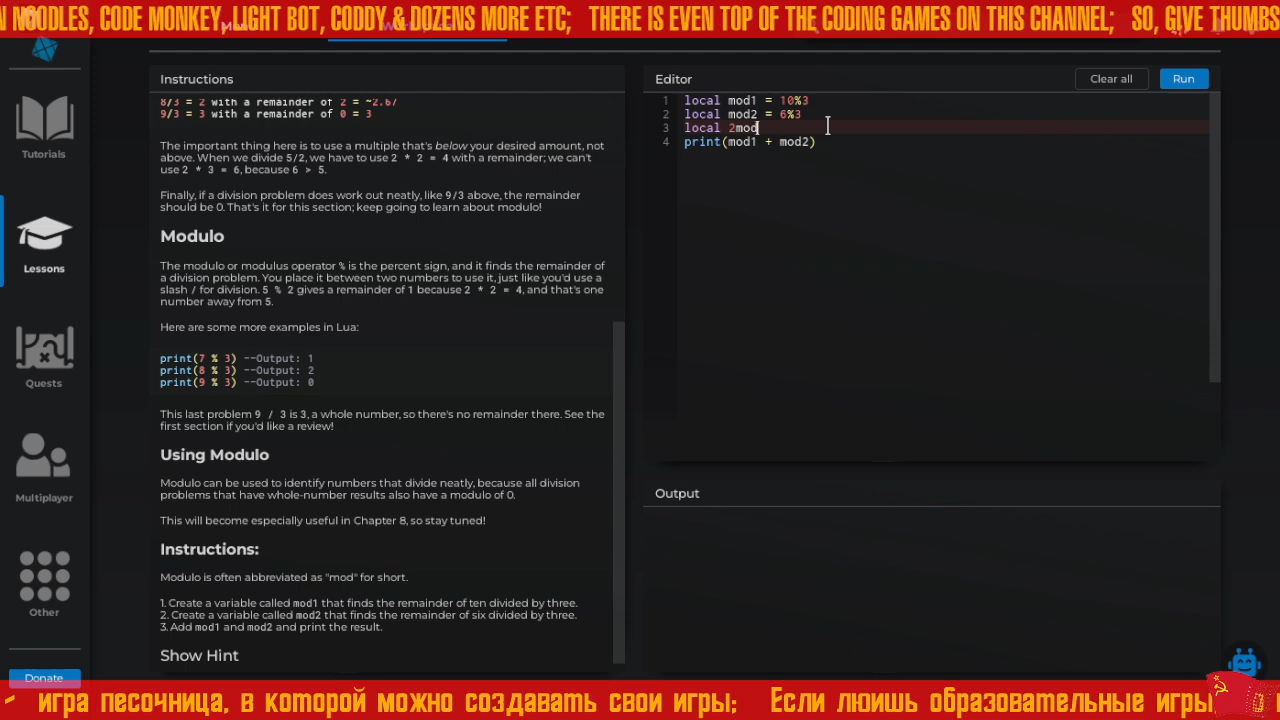 N NOODLES, CODE MONKEY, LIGHT BOT, CODDY & DOZENS MORE ETC; THERE IS EVEN TOP OF THE CODING GAMES ON THIS CHANNEL; SO, GIVE THUMBS
Tutorials
Lessons
Quests
Multiplayer
Other
Donate
Instructions
8/3 = 2 with a remainder of 2 = ~2.67
9/3 = 3 with a remainder of 0 = 3
The important thing here is to use a multiple that's below your desired amount, not
above. When we divide 5/2, we have to use 2 * 2 = 4 with a remainder; we can't
use 2 * 3 = 6, because 6 > 5.
Finally, if a division problem does work out neatly, like 9/3 above, the remainder
should be 0. That's it for this section; keep going to learn about modulo!
Modulo
The modulo or modulus operator % is the percent sign, and it finds the remainder of
a division problem. You place it between two numbers to use it, just like you'd use a
slash / for division. 5 % 2 gives a remainder of 1 because 2 * 2 = 4, and that's one
number away from 5.
Here are some more examples in Lua:
print(7 % 3) --Output: 1
print(8 % 3) --Output: 2
print(9 % 3) --Output: 0
This last problem 9 / 3 is 3, a whole number, so there's no remainder there. See the
first section if you'd like a review!
Using Modulo
Modulo can be used to identify numbers that divide neatly, because all division
problems that have whole-number results also have a modulo of 0.
This will become especially useful in Chapter 8, so stay tuned!
Instructions:
Modulo is often abbreviated as "mod" for short.
1. Create a variable called mod1 that finds the remainder of ten divided by three.
2. Create a variable called mod2 that finds the remainder of six divided by three.
3. Add mod1 and mod2 and print the result.
Show Hint
Editor
Clear all
Run
1 local mod1 = 10%3
2 local mod2 = 6%3
3 local 2mod
4 print(mod1 + mod2)
Output
- игра песочница, в которой можно создавать свои игры; Если люишь образовательные игры,